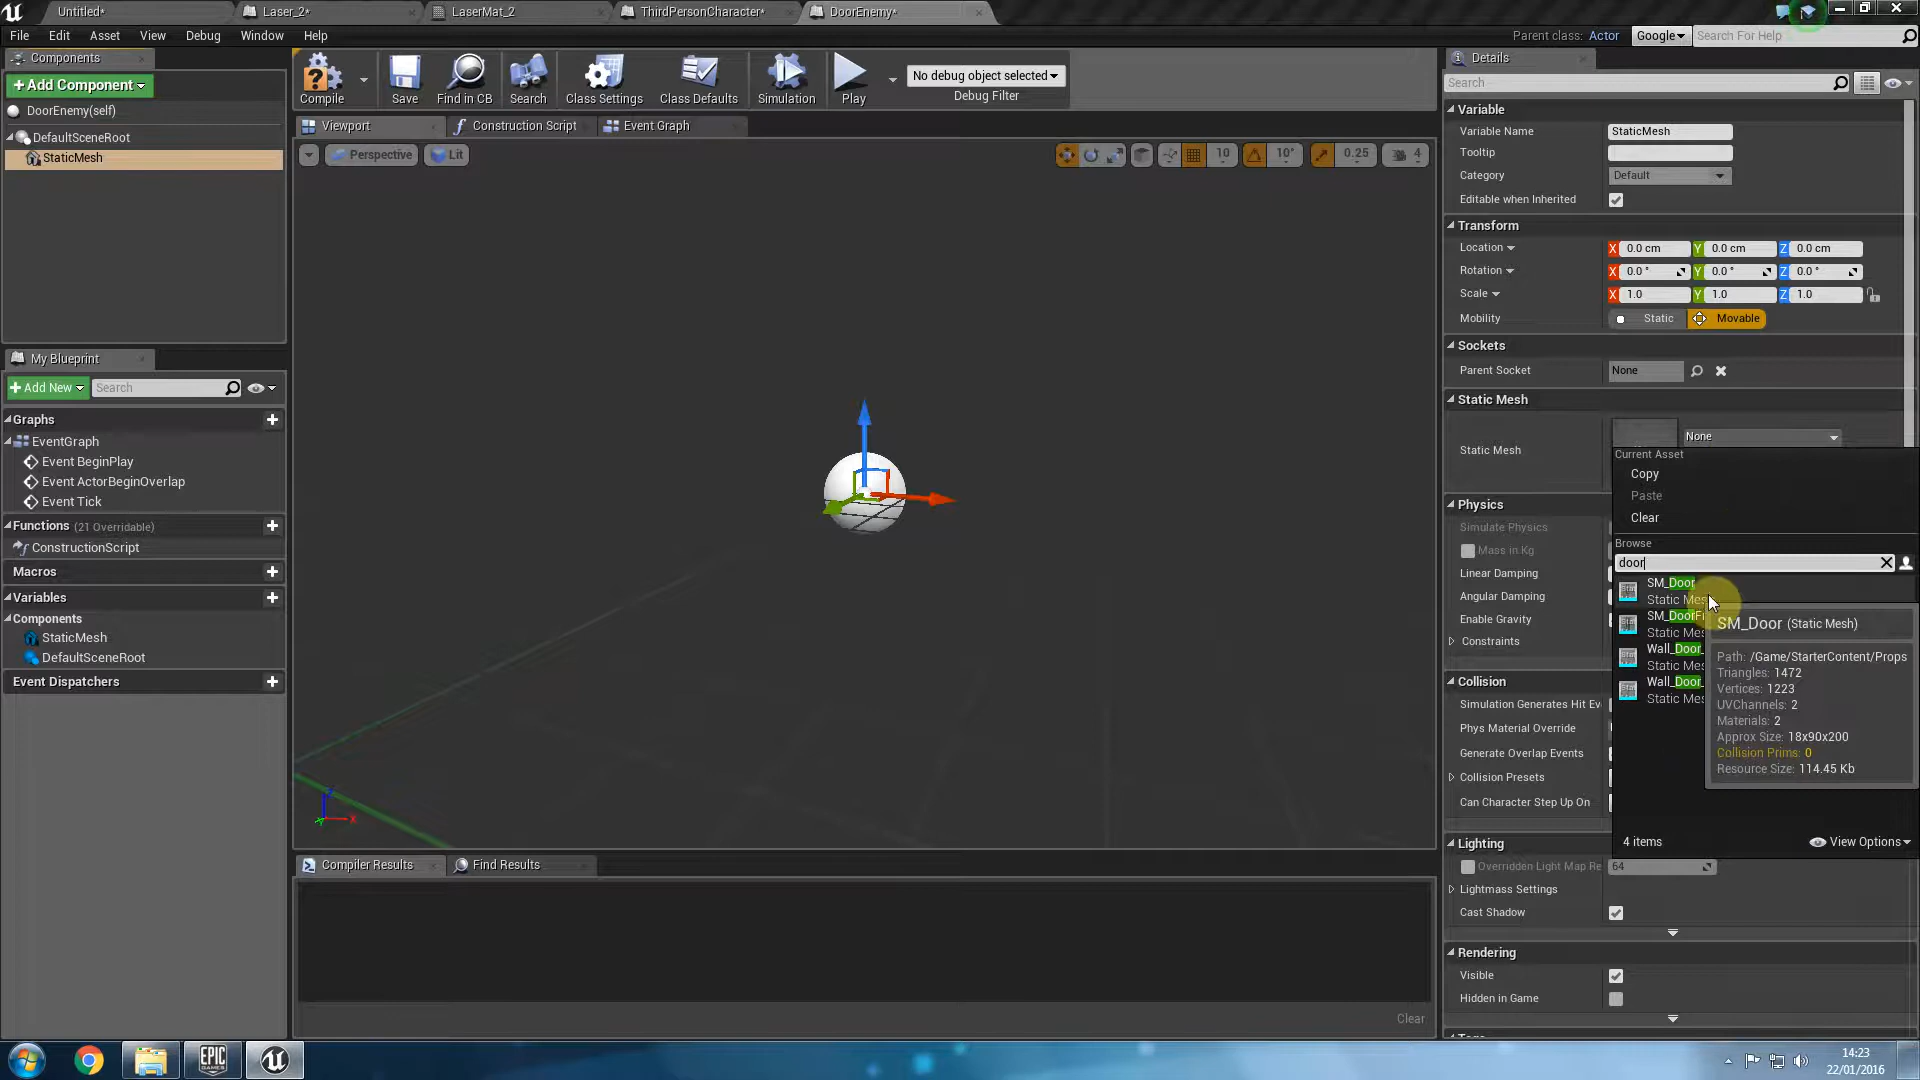 Untitled*
Laser_2*
LaserMat_2
ThirdPersonCharacter*
DoorEnemy*
File Edit Asset View Debug Window Help
Parent class: Actor
Google
Search For Help
Components
+Add Component
DoorEnemy(self)
DefaultSceneRoot
StaticMesh
Compile
Save
Find in CB
Search
Class Settings
Class Defaults
Simulation
Play
No debug object selected
Debug Filter
Viewport
Construction Script
Event Graph
Perspective
Lit
10
10°
0.25
4
My Blueprint
+Add New
Search
Graphs
EventGraph
Event BeginPlay
Event ActorBeginOverlap
Event Tick
Functions (21 Overridable)
ConstructionScript
Macros
Variables
Components
StaticMesh
DefaultSceneRoot
Event Dispatchers
Compiler Results
Find Results
Clear
Details
Search
Variable
Variable Name StaticMesh
Tooltip
Category Default
Editable when Inherited
Transform
Location X 0.0 cm Y 0.0 cm Z 0.0 cm
Rotation X 0.0 ° Y 0.0 ° Z 0.0 °
Scale X 1.0 Y 1.0 Z 1.0
Mobility Static Movable
Sockets
Parent Socket None
Static Mesh
Static Mesh None
Current Asset
Copy
Paste
Clear
Browse
door
SM_Door
Static Mes
SM_DoorF
Static Mes
Wall_Door_
Static Mes
Wall_Door_
Static Mes
SM_Door (Static Mesh)
Path: /Game/StarterContent/Props
Triangles: 1472
Vertices: 1223
UVChannels: 2
Materials: 2
Approx Size: 18x90x200
Collision Prims: 0
Resource Size: 114.45 Kb
4 items
View Options
Physics
Simulate Physics
Mass in Kg
Linear Damping
Angular Damping
Enable Gravity
Constraints
Collision
Simulation Generates Hit Ev
Phys Material Override
Generate Overlap Events
Collision Presets
Can Character Step Up On
Lighting
Overridden Light Map Re 64
Lightmass Settings
Cast Shadow
Rendering
Visible
Hidden in Game
EPIC GAMES
14:23
22/01/2016